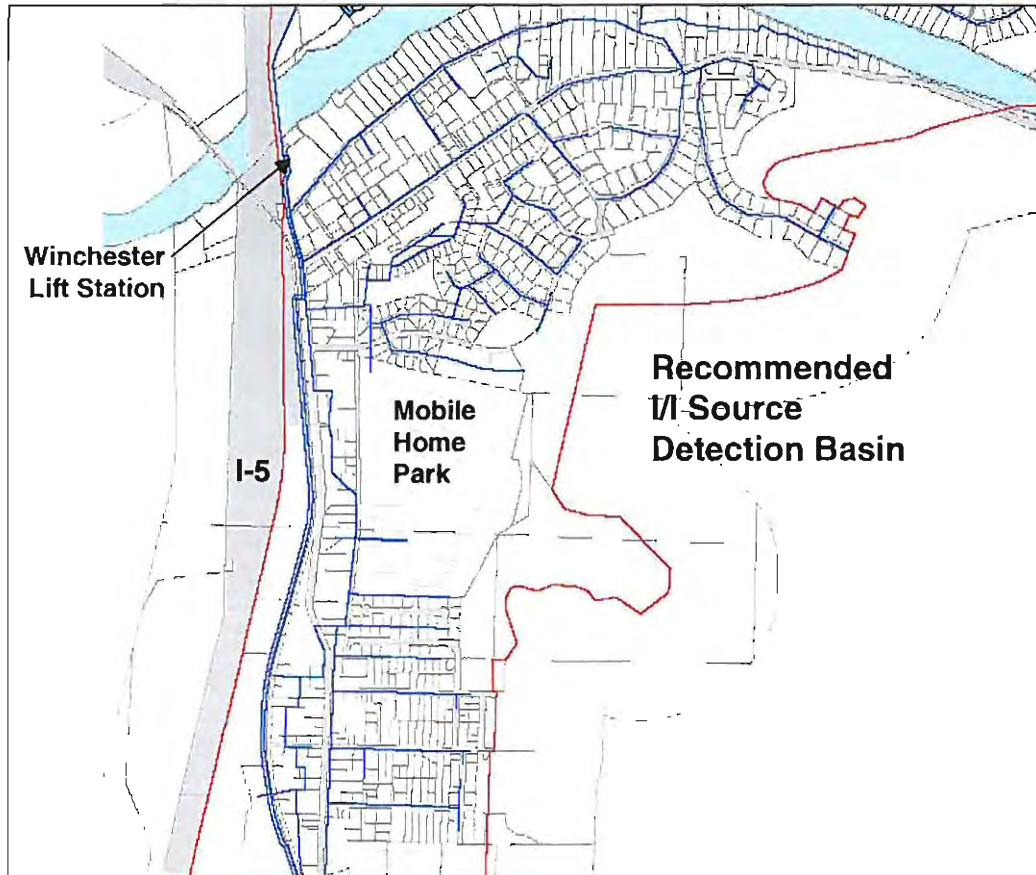 Winchester
Lift Station
I-5
Mobile
Home
Park
Recommended
I/I Source
Detection Basin